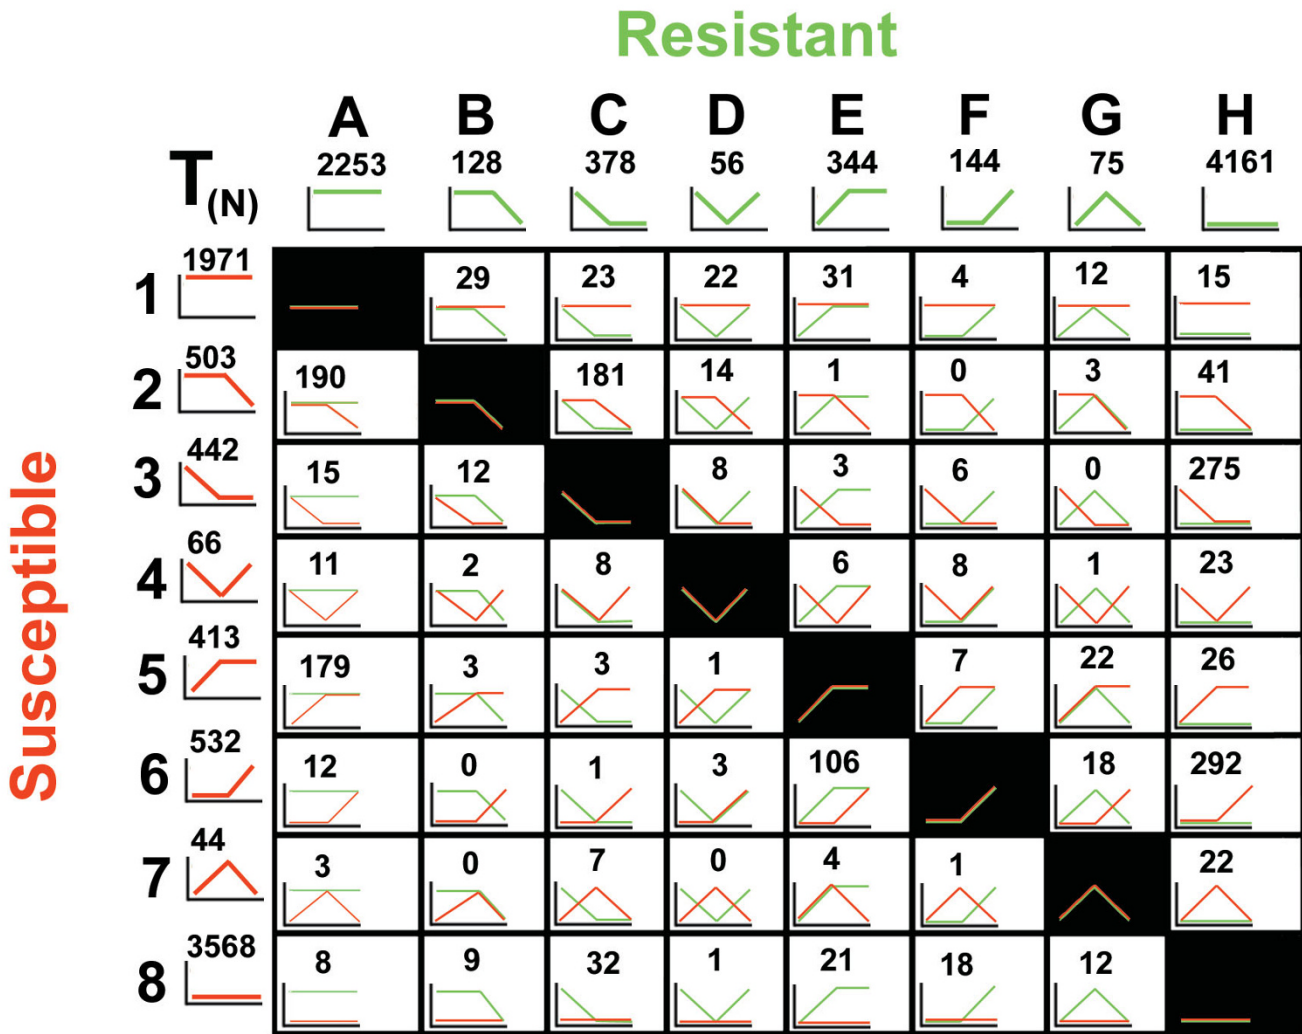 Resistant
A B C D E F G H
T(N) 2253 128 378 56 344 144 75 4161
Susceptible
1 1971 29 23 22 31 4 12 15
2 503 190 181 14 1 0 3 41
3 442 15 12 8 3 6 0 275
4 66 11 2 8 6 8 1 23
5 413 179 3 3 1 7 22 26
6 532 12 0 1 3 106 18 292
7 44 3 0 7 0 4 1 22
8 3568 8 9 32 1 21 18 12